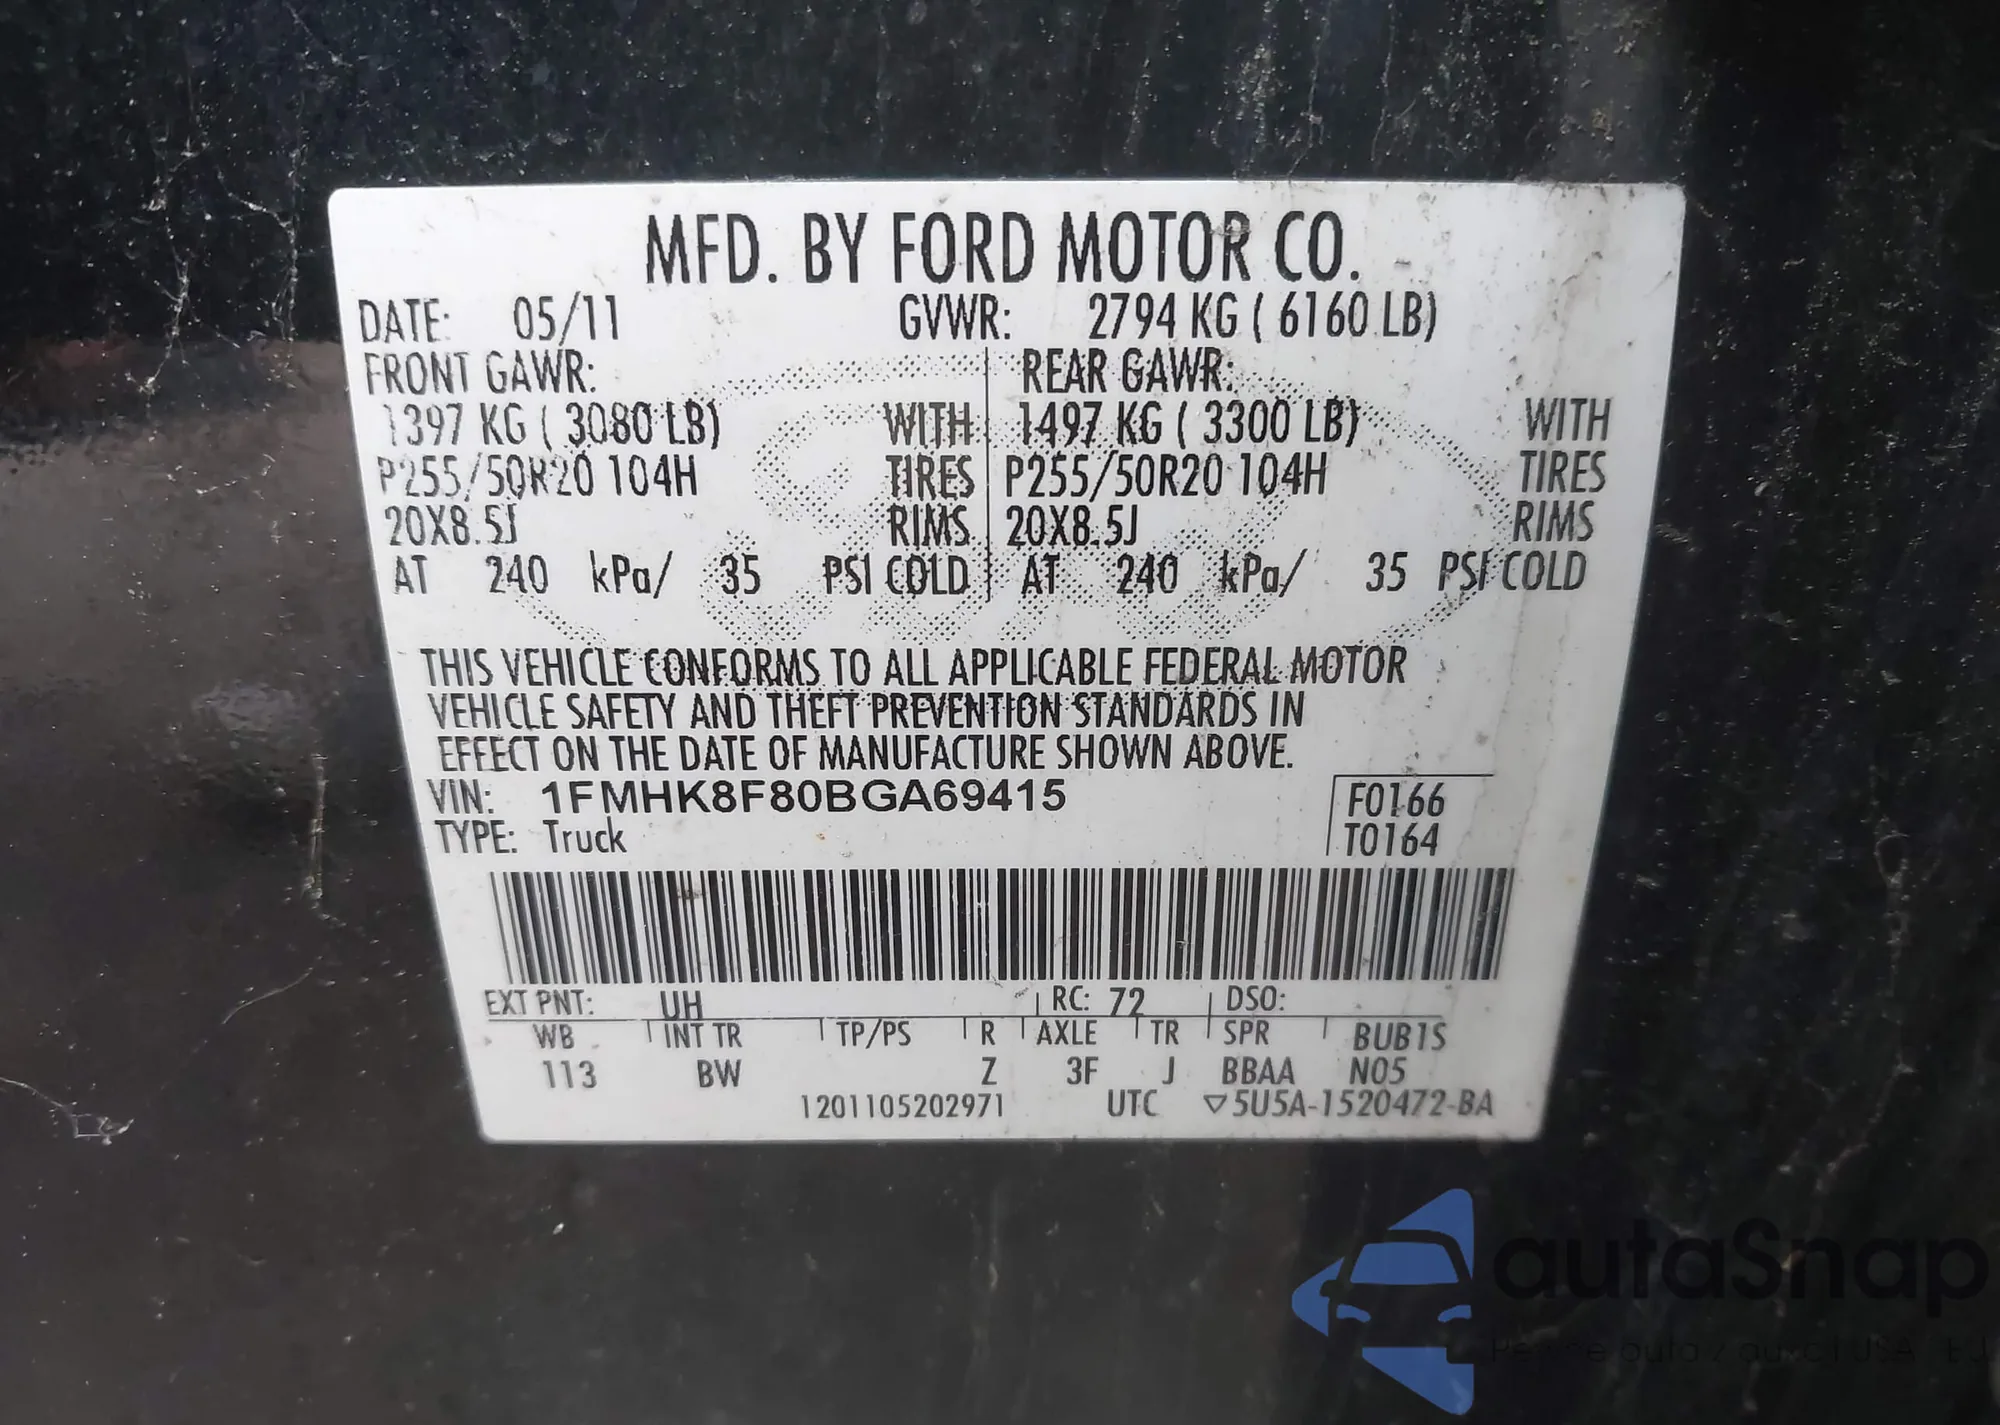 MFD. BY FORD MOTOR CO.
DATE: 05/11 GVWR: 2794 KG ( 6160 LB)
FRONT GAWR: REAR GAWR:
1397 KG ( 3080 LB) WITH 1497 KG ( 3300 LB) WITH
P255/50R20 104H TIRES P255/50R20 104H TIRES
20X8.5J RIMS 20X8.5J RIMS
AT 240 kPa/ 35 PSI COLD AT 240 kPa/ 35 PSI COLD
THIS VEHICLE CONFORMS TO ALL APPLICABLE FEDERAL MOTOR
VEHICLE SAFETY AND THEFT PREVENTION STANDARDS IN
EFFECT ON THE DATE OF MANUFACTURE SHOWN ABOVE.
VIN: 1FMHK8F80BGA69415 F0166
TYPE: Truck T0164
EXT PNT: UH RC: 72 DSO:
WB INT TR TP/PS R AXLE TR SPR BUB1S
113 BW Z 3F J BBAA N05
1201105202971 UTC ▽5U5A-1520472-BA
autaSnap